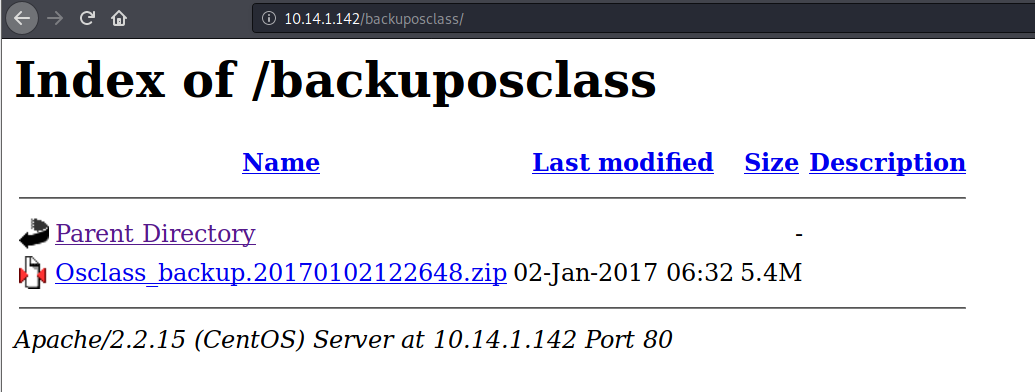 10.14.1.142/backuposclass/
Index of /backuposclass
Name Last modified Size Description
Parent Directory -
Osclass_backup.20170102122648.zip 02-Jan-2017 06:32 5.4M
Apache/2.2.15 (CentOS) Server at 10.14.1.142 Port 80